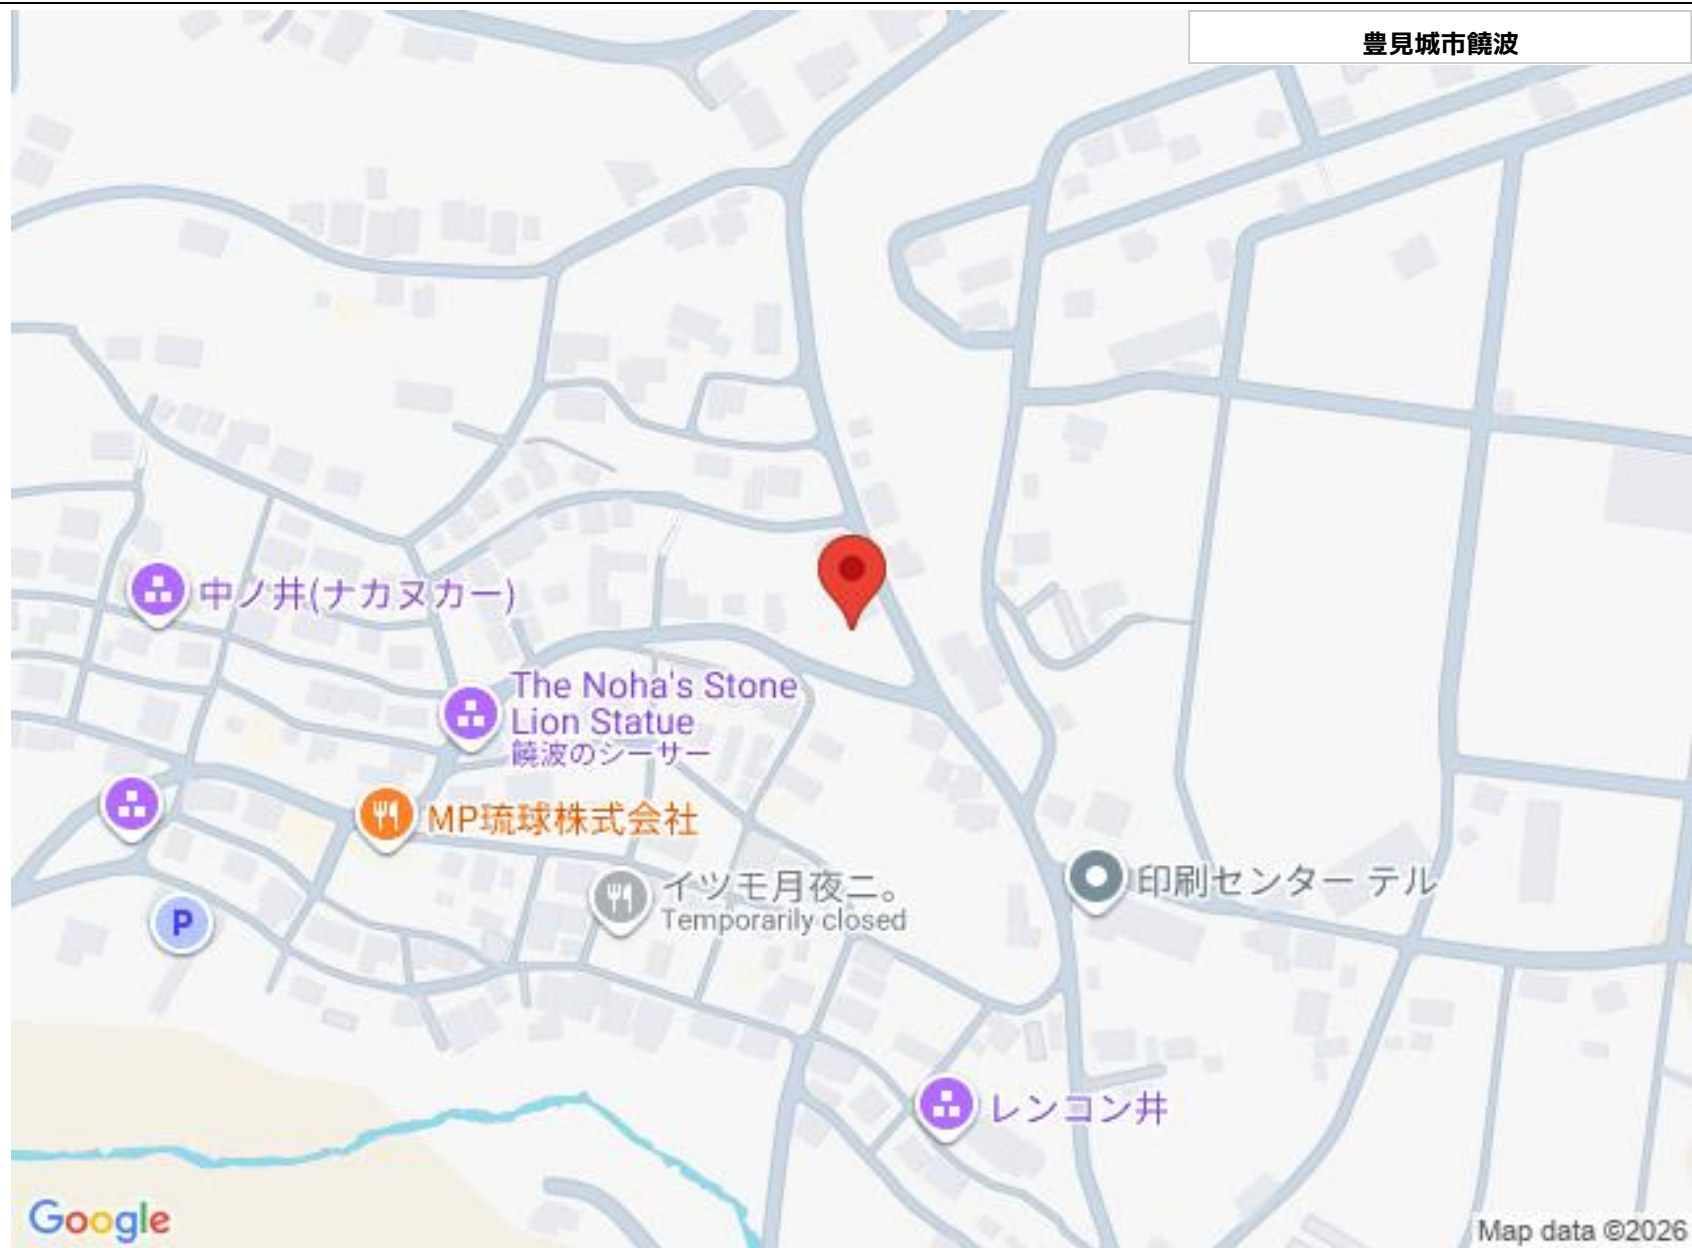 豊見城市饒波
中ノ井(ナカヌカー)
The Noha's Stone
Lion Statue
饒波のシーサー
MP琉球株式会社
イツモ月夜ニ。
Temporarily closed
印刷センター テル
P
レンコン井
Google
Map data ©2026